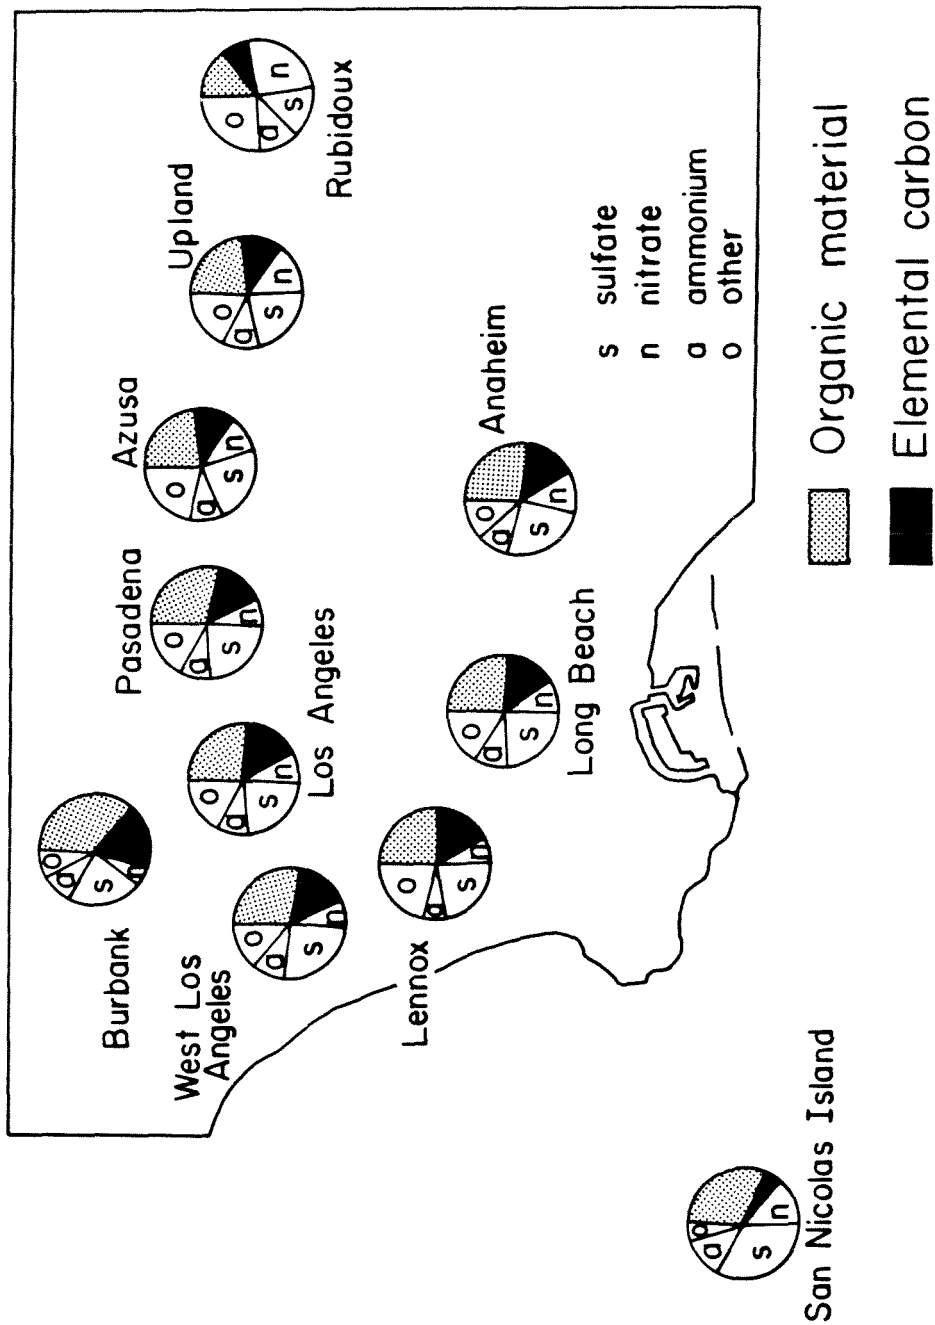 Burbank
o
a
s
n
Pasadena
o
a
s
n
Azusa
o
a
s
n
Upland
o
a
s
n
West Los
Angeles
o
a
s
n
Los Angeles
o
a
s
n
Rubidoux
o
a
s
n
Lennox
o
a
s
n
Long Beach
o
a
s
n
Anaheim
o
a
s
n
s sulfate
n nitrate
a ammonium
o other
San Nicolas Island
o
a
s
n
Organic material
Elemental carbon